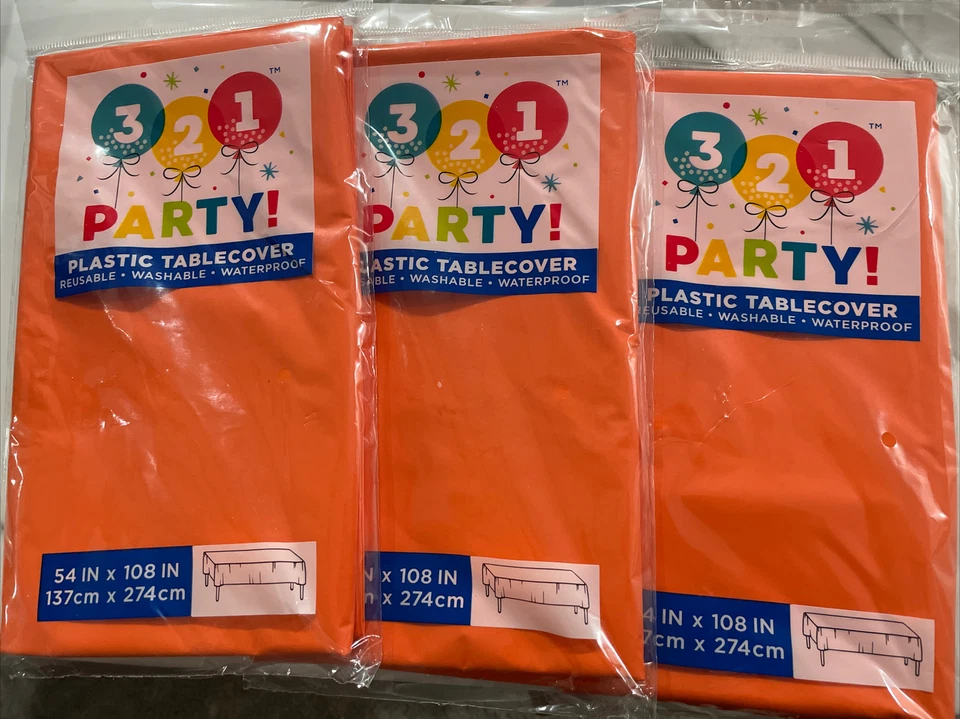 3 2 1 ™
PARTY!
PLASTIC TABLECOVER
REUSABLE • WASHABLE • WATERPROOF
54 IN x 108 IN
137cm x 274cm
3 2 1 ™
PARTY!
ASTIC TABLECOVER
ABLE • WASHABLE • WATERPROOF
N x 108 IN
m x 274cm
3 2 1 ™
PARTY!
PLASTIC TABLECOVER
EUSABLE • WASHABLE • WATERPROOF
4 IN x 108 IN
7cm x 274cm